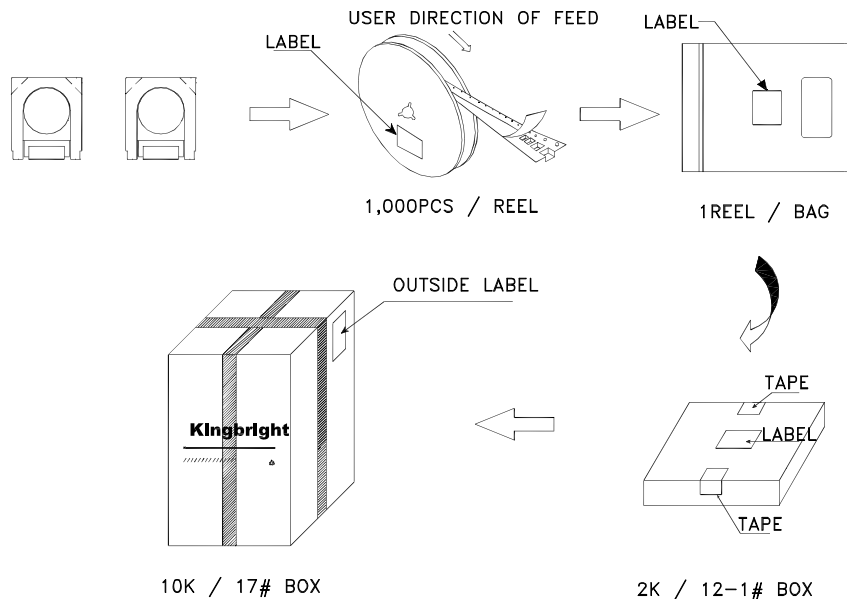 USER DIRECTION OF FEED
LABEL
LABEL
1,000PCS / REEL
1REEL / BAG
OUTSIDE LABEL
TAPE
LABEL
Kingbright
TAPE
10K / 17# BOX
2K / 12-1# BOX